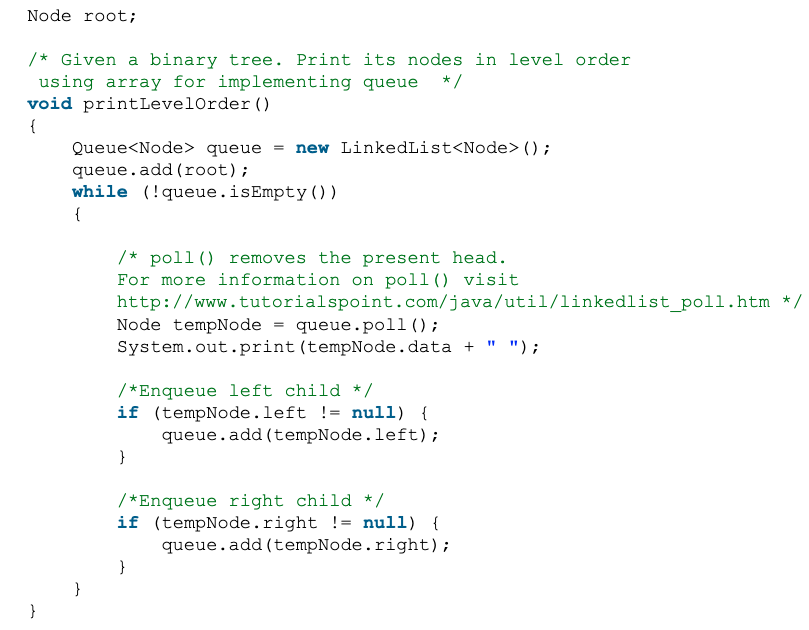 Node root;
/* Given a binary tree. Print its nodes in level order
using array for implementing queue  */
void printLevelOrder()
{
Queue<Node> queue = new LinkedList<Node>();
queue.add(root);
while (!queue.isEmpty())
{
/* poll() removes the present head.
For more information on poll() visit
http://www.tutorialspoint.com/java/util/linkedlist_poll.htm */
Node tempNode = queue.poll();
System.out.print(tempNode.data + " ");
/*Enqueue left child */
if (tempNode.left != null) {
queue.add(tempNode.left);
}
/*Enqueue right child */
if (tempNode.right != null) {
queue.add(tempNode.right);
}
}
}